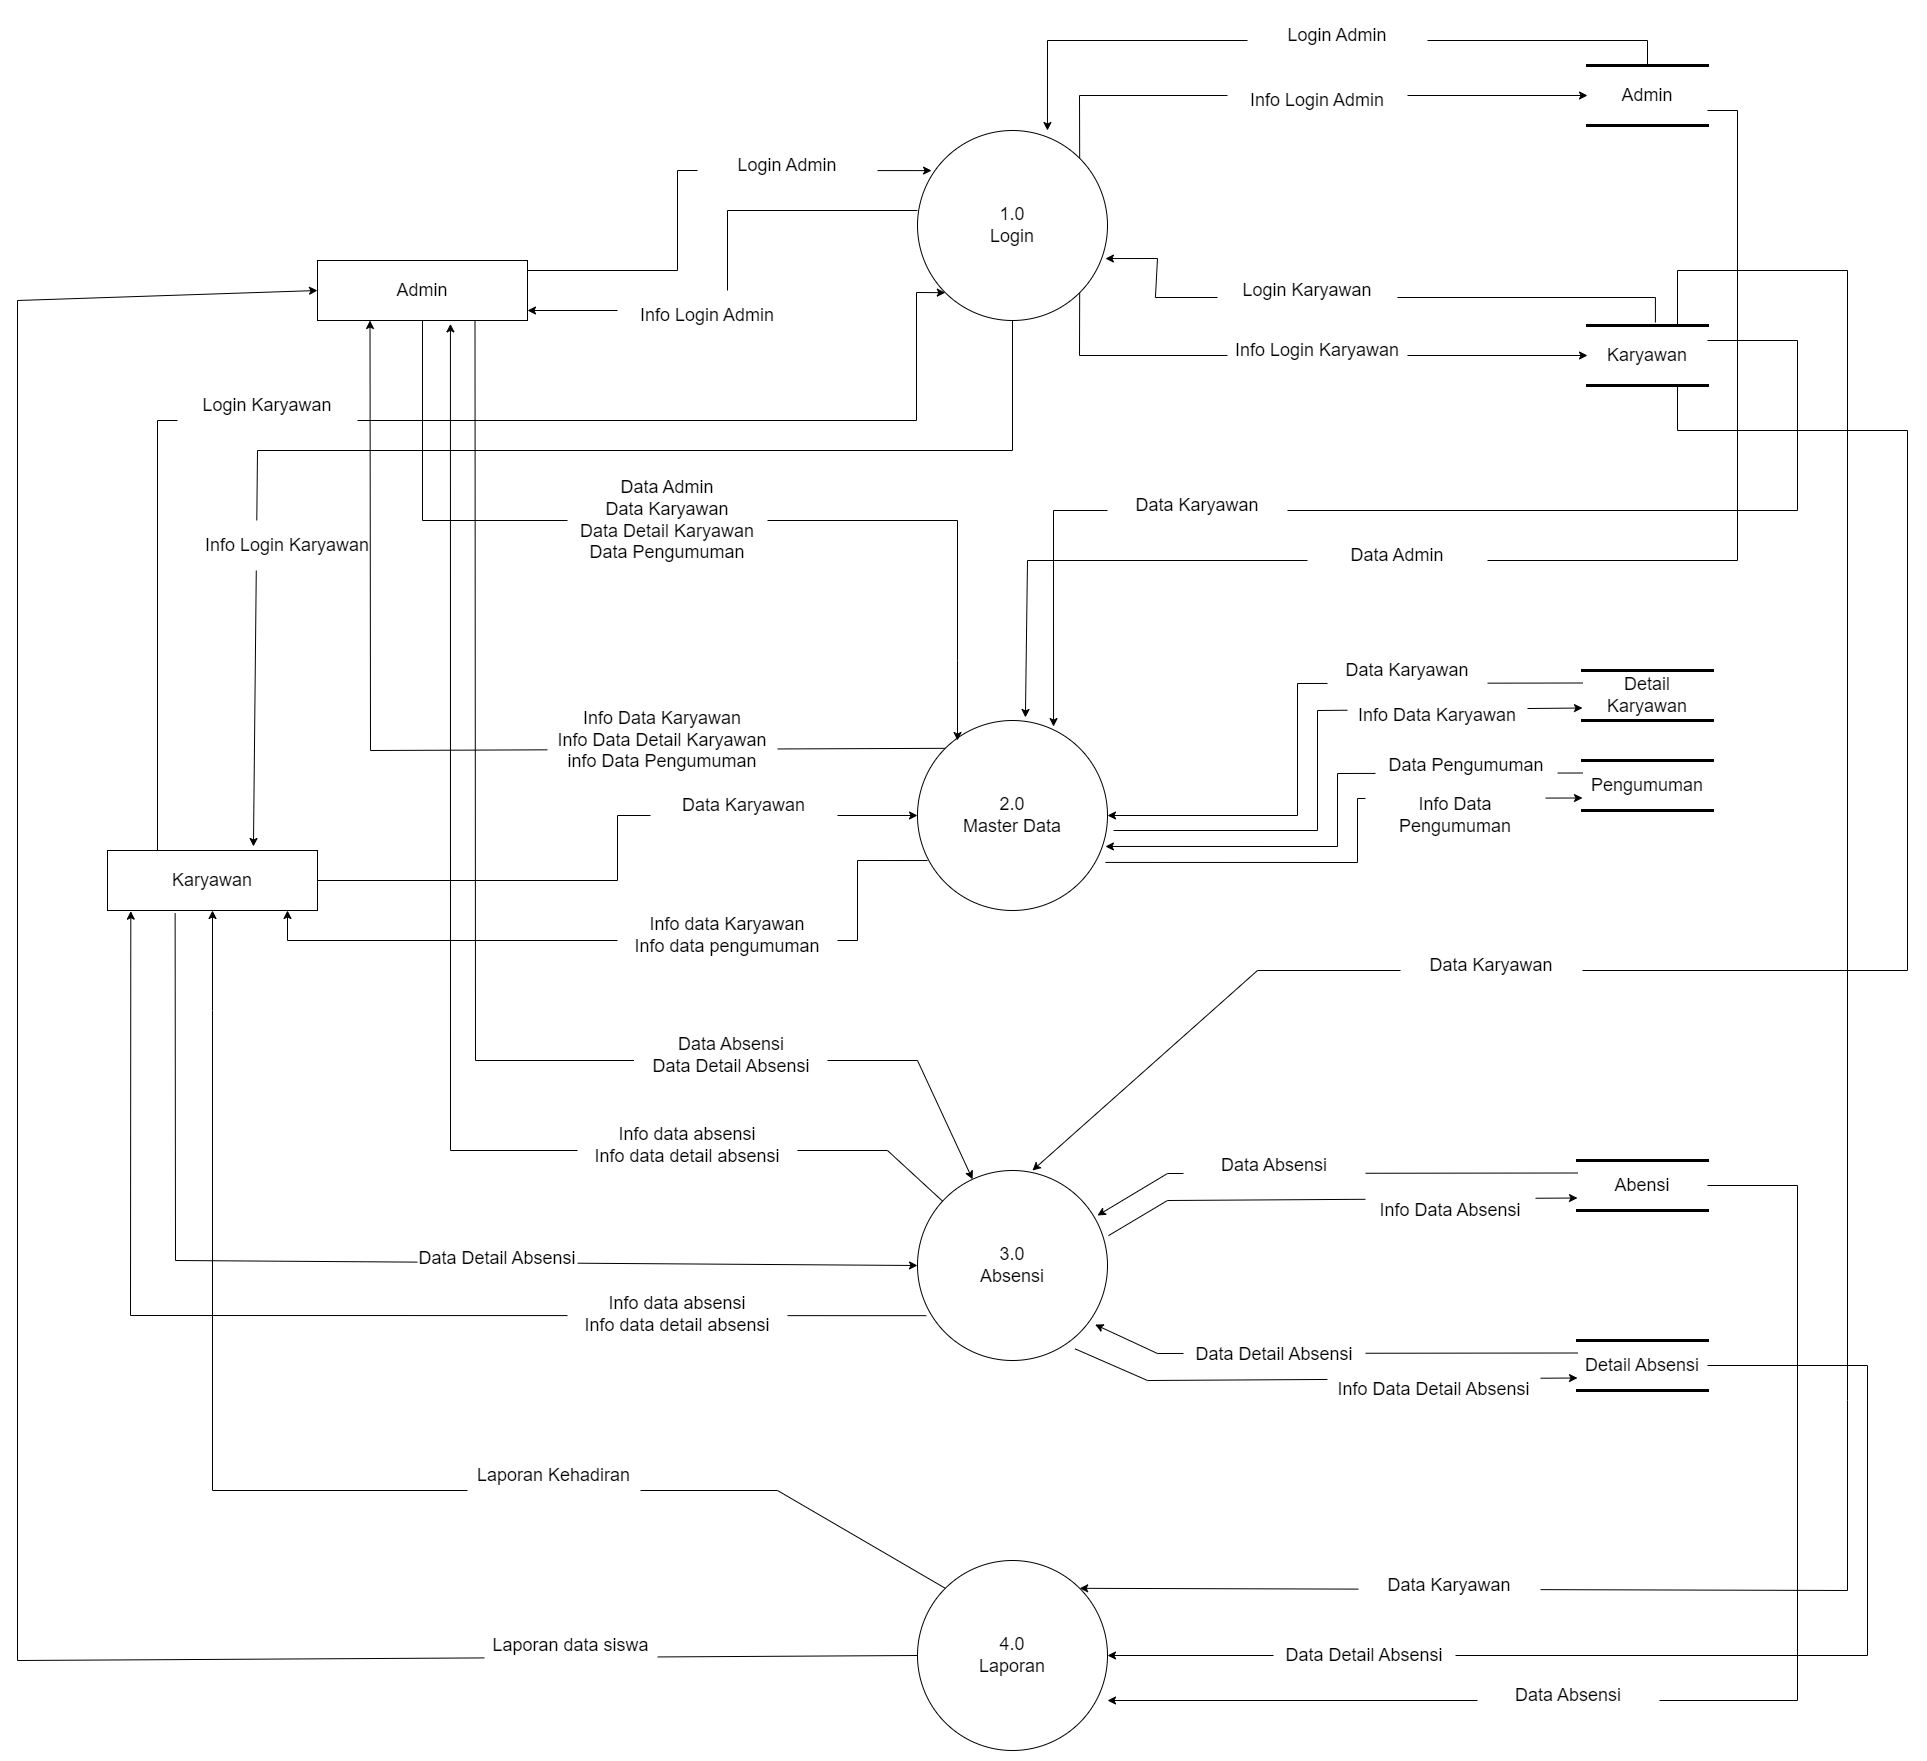 Login Admin
Admin
Info Login Admin
Login Admin
1.0
Login
Admin
Info Login Admin
Login Karyawan
Info Login Karyawan
Karyawan
Login Karyawan
Info Login Karyawan
Data Admin
Data Karyawan
Data Detail Karyawan
Data Pengumuman
Data Karyawan
Data Admin
Data Karyawan
Detail
Karyawan
Info Data Karyawan
Info Data Karyawan
Info Data Detail Karyawan
info Data Pengumuman
Data Pengumuman
Pengumuman
Info Data
Pengumuman
Data Karyawan
2.0
Master Data
Karyawan
Info data Karyawan
Info data pengumuman
Data Karyawan
Data Absensi
Data Detail Absensi
Info data absensi
Info data detail absensi
Data Absensi
Abensi
Info Data Absensi
3.0
Absensi
Data Detail Absensi
Info data absensi
Info data detail absensi
Data Detail Absensi
Detail Absensi
Info Data Detail Absensi
Laporan Kehadiran
Data Karyawan
Laporan data siswa
4.0
Laporan
Data Detail Absensi
Data Absensi